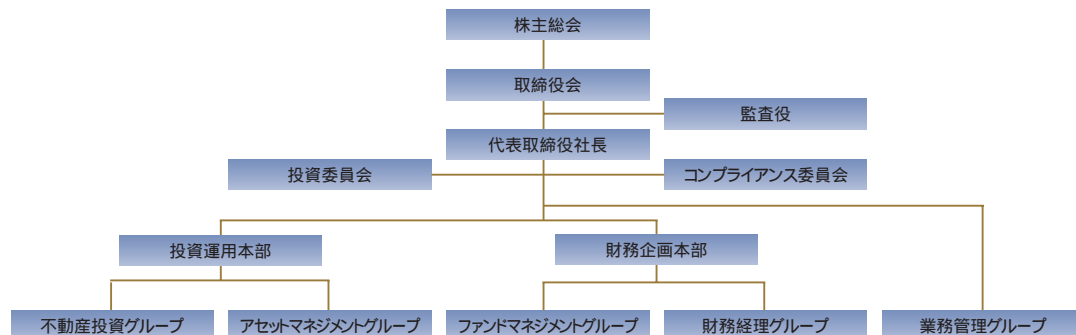 株主総会
取締役会
監査役
代表取締役社長
投資委員会
コンプライアンス委員会
投資運用本部
財務企画本部
不動産投資グループ
アセットマネジメントグループ
ファンドマネジメントグループ
財務経理グループ
業務管理グループ